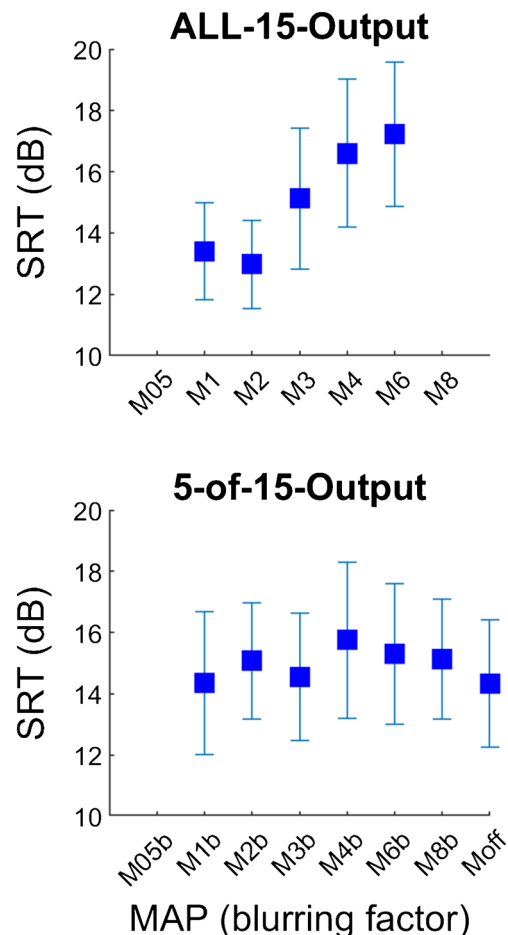 ALL-15-Output
20
18
16
14
12
10
SRT (dB)
M05 M1 M2 M3 M4 M6 M8
5-of-15-Output
20
18
16
14
12
10
SRT (dB)
M05b M1b M2b M3b M4b M6b M8b Moff
MAP (blurring factor)